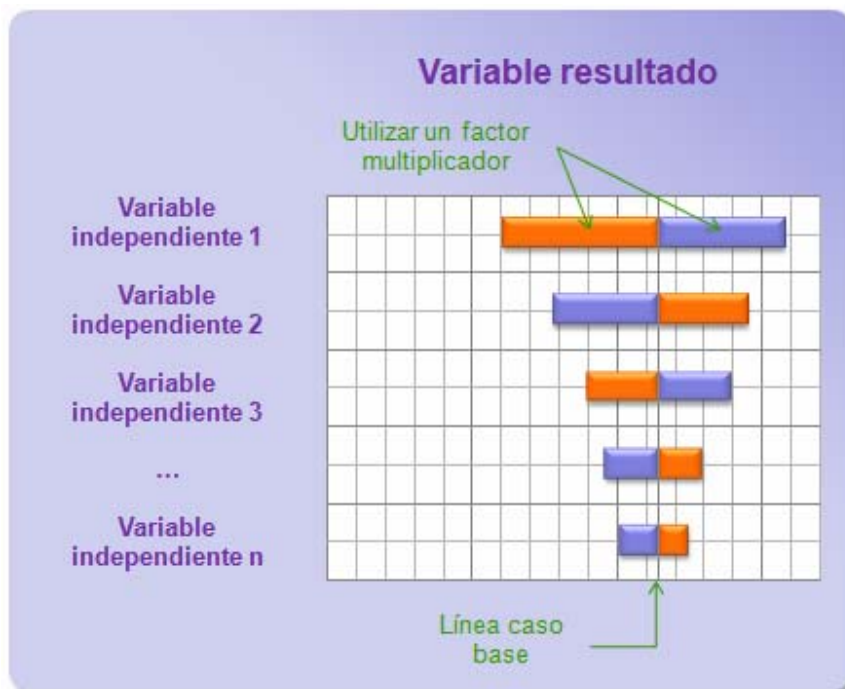 Variable resultado
Utilizar un factor
multiplicador
Variable
independiente 1
Variable
independiente 2
Variable
independiente 3
...
Variable
independiente n
Línea caso
base